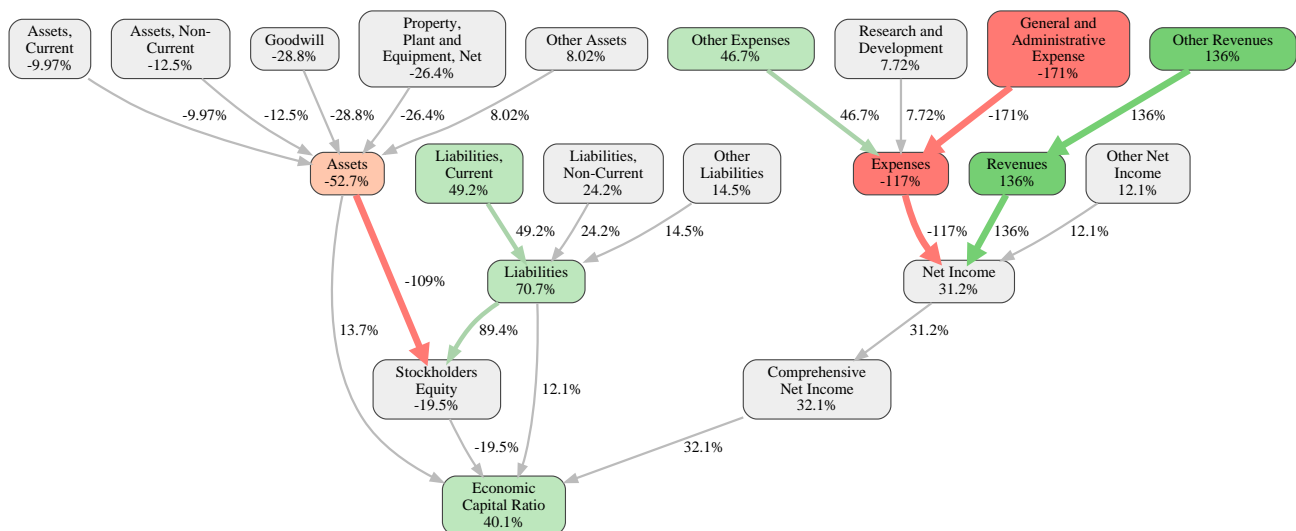 Assets,
Current
-9.97%
Assets, Non-
Current
-12.5%
Goodwill
-28.8%
Property,
Plant and
Equipment, Net
-26.4%
Other Assets
8.02%
Other Expenses
46.7%
Research and
Development
7.72%
General and
Administrative
Expense
-171%
Other Revenues
136%
-9.97%
-12.5%
-28.8%
-26.4%
8.02%
46.7%
7.72%
-171%
136%
Assets
-52.7%
Liabilities,
Current
49.2%
Liabilities,
Non-Current
24.2%
Other
Liabilities
14.5%
Expenses
-117%
Revenues
136%
Other Net
Income
12.1%
49.2%
24.2%
14.5%
-117%
136%
12.1%
-109%
Liabilities
70.7%
Net Income
31.2%
13.7%
89.4%
31.2%
Stockholders
Equity
-19.5%
12.1%
Comprehensive
Net Income
32.1%
-19.5%
32.1%
Economic
Capital Ratio
40.1%